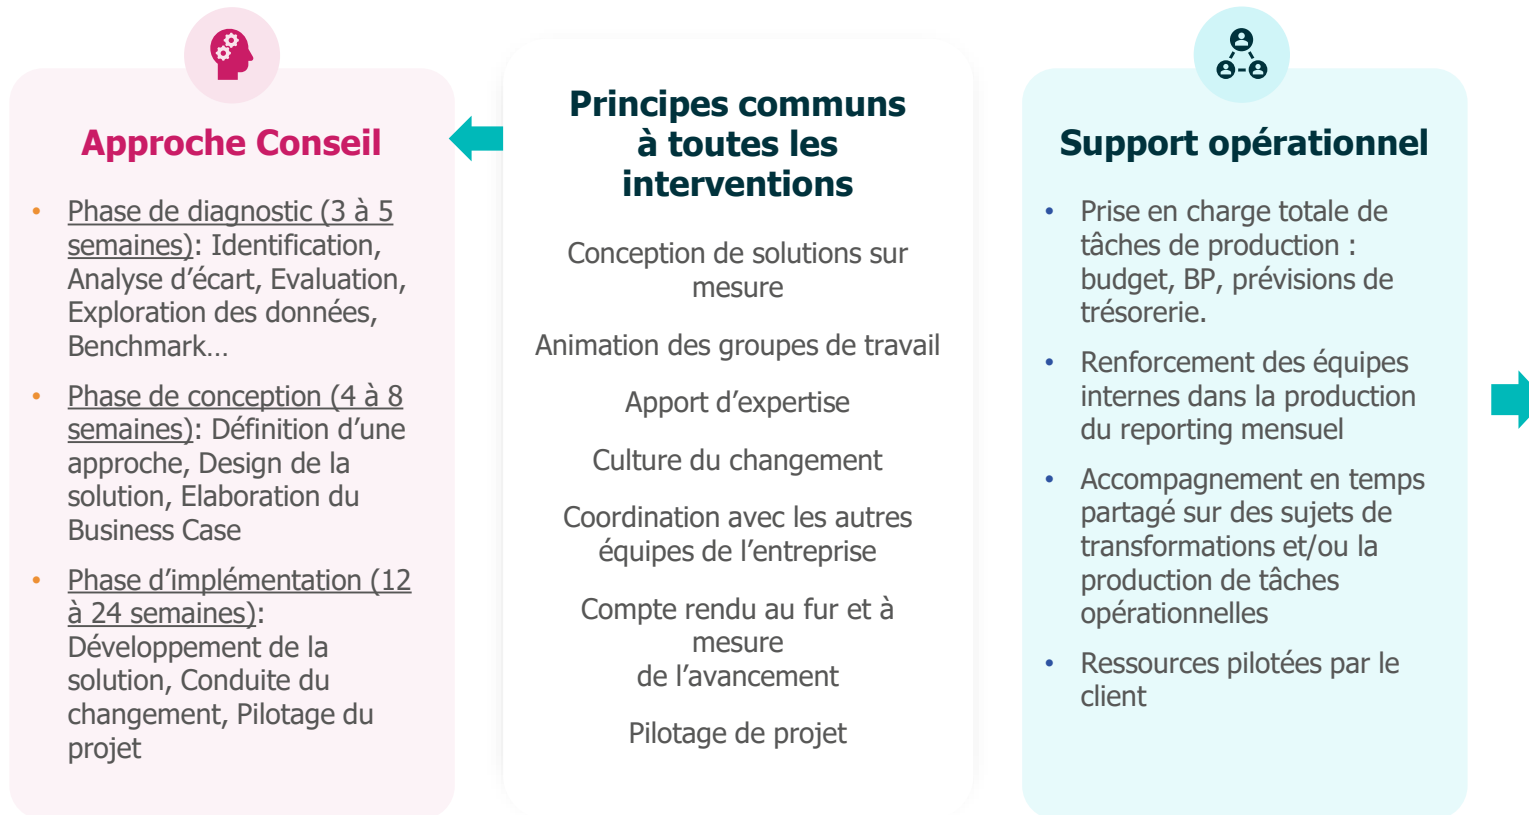 Approche Conseil
• Phase de diagnostic (3 à 5
semaines): Identification,
Analyse d’écart, Evaluation,
Exploration des données,
Benchmark…
• Phase de conception (4 à 8
semaines): Définition d’une
approche, Design de la
solution, Elaboration du
Business Case
• Phase d’implémentation (12
à 24 semaines):
Développement de la
solution, Conduite du
changement, Pilotage du
projet
Principes communs
à toutes les
interventions
Conception de solutions sur
mesure
Animation des groupes de travail
Apport d’expertise
Culture du changement
Coordination avec les autres
équipes de l’entreprise
Compte rendu au fur et à
mesure
de l’avancement
Pilotage de projet
Support opérationnel
• Prise en charge totale de
tâches de production :
budget, BP, prévisions de
trésorerie.
• Renforcement des équipes
internes dans la production
du reporting mensuel
• Accompagnement en temps
partagé sur des sujets de
transformations et/ou la
production de tâches
opérationnelles
• Ressources pilotées par le
client